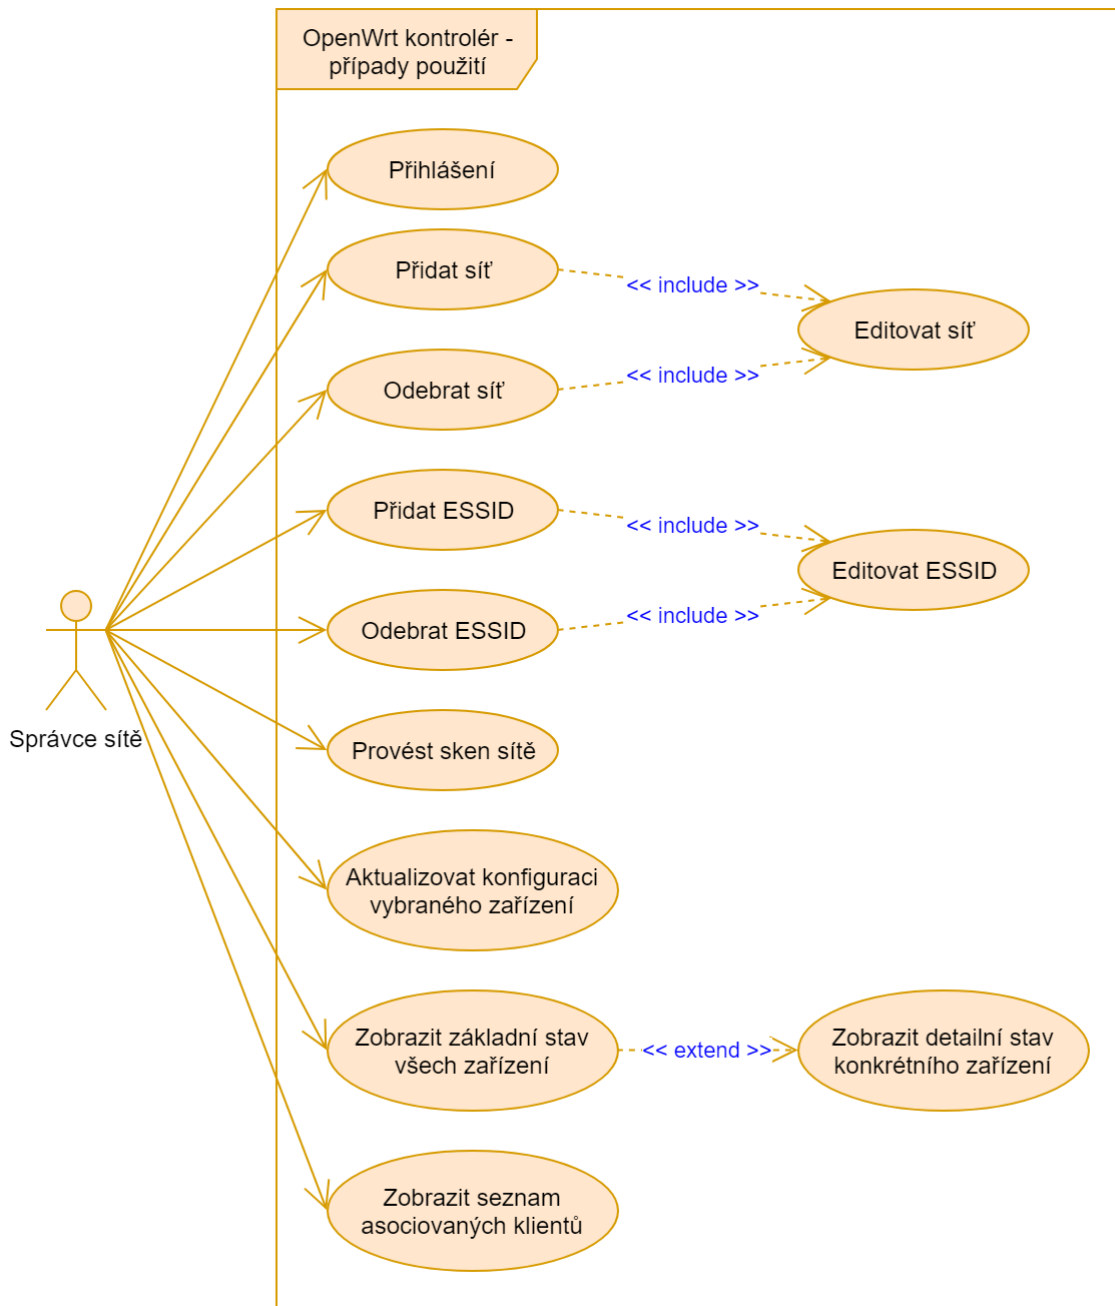 OpenWrt kontrolér -
případy použití
Přihlášení
Přidat síť
<< include >>
Editovat síť
Odebrat síť
<< include >>
Přidat ESSID
<< include >>
Editovat ESSID
Odebrat ESSID
<< include >>
Správce sítě
Provést sken sítě
Aktualizovat konfiguraci
vybraného zařízení
Zobrazit základní stav
všech zařízení
<< extend >>
Zobrazit detailní stav
konkrétního zařízení
Zobrazit seznam
asociovaných klientů